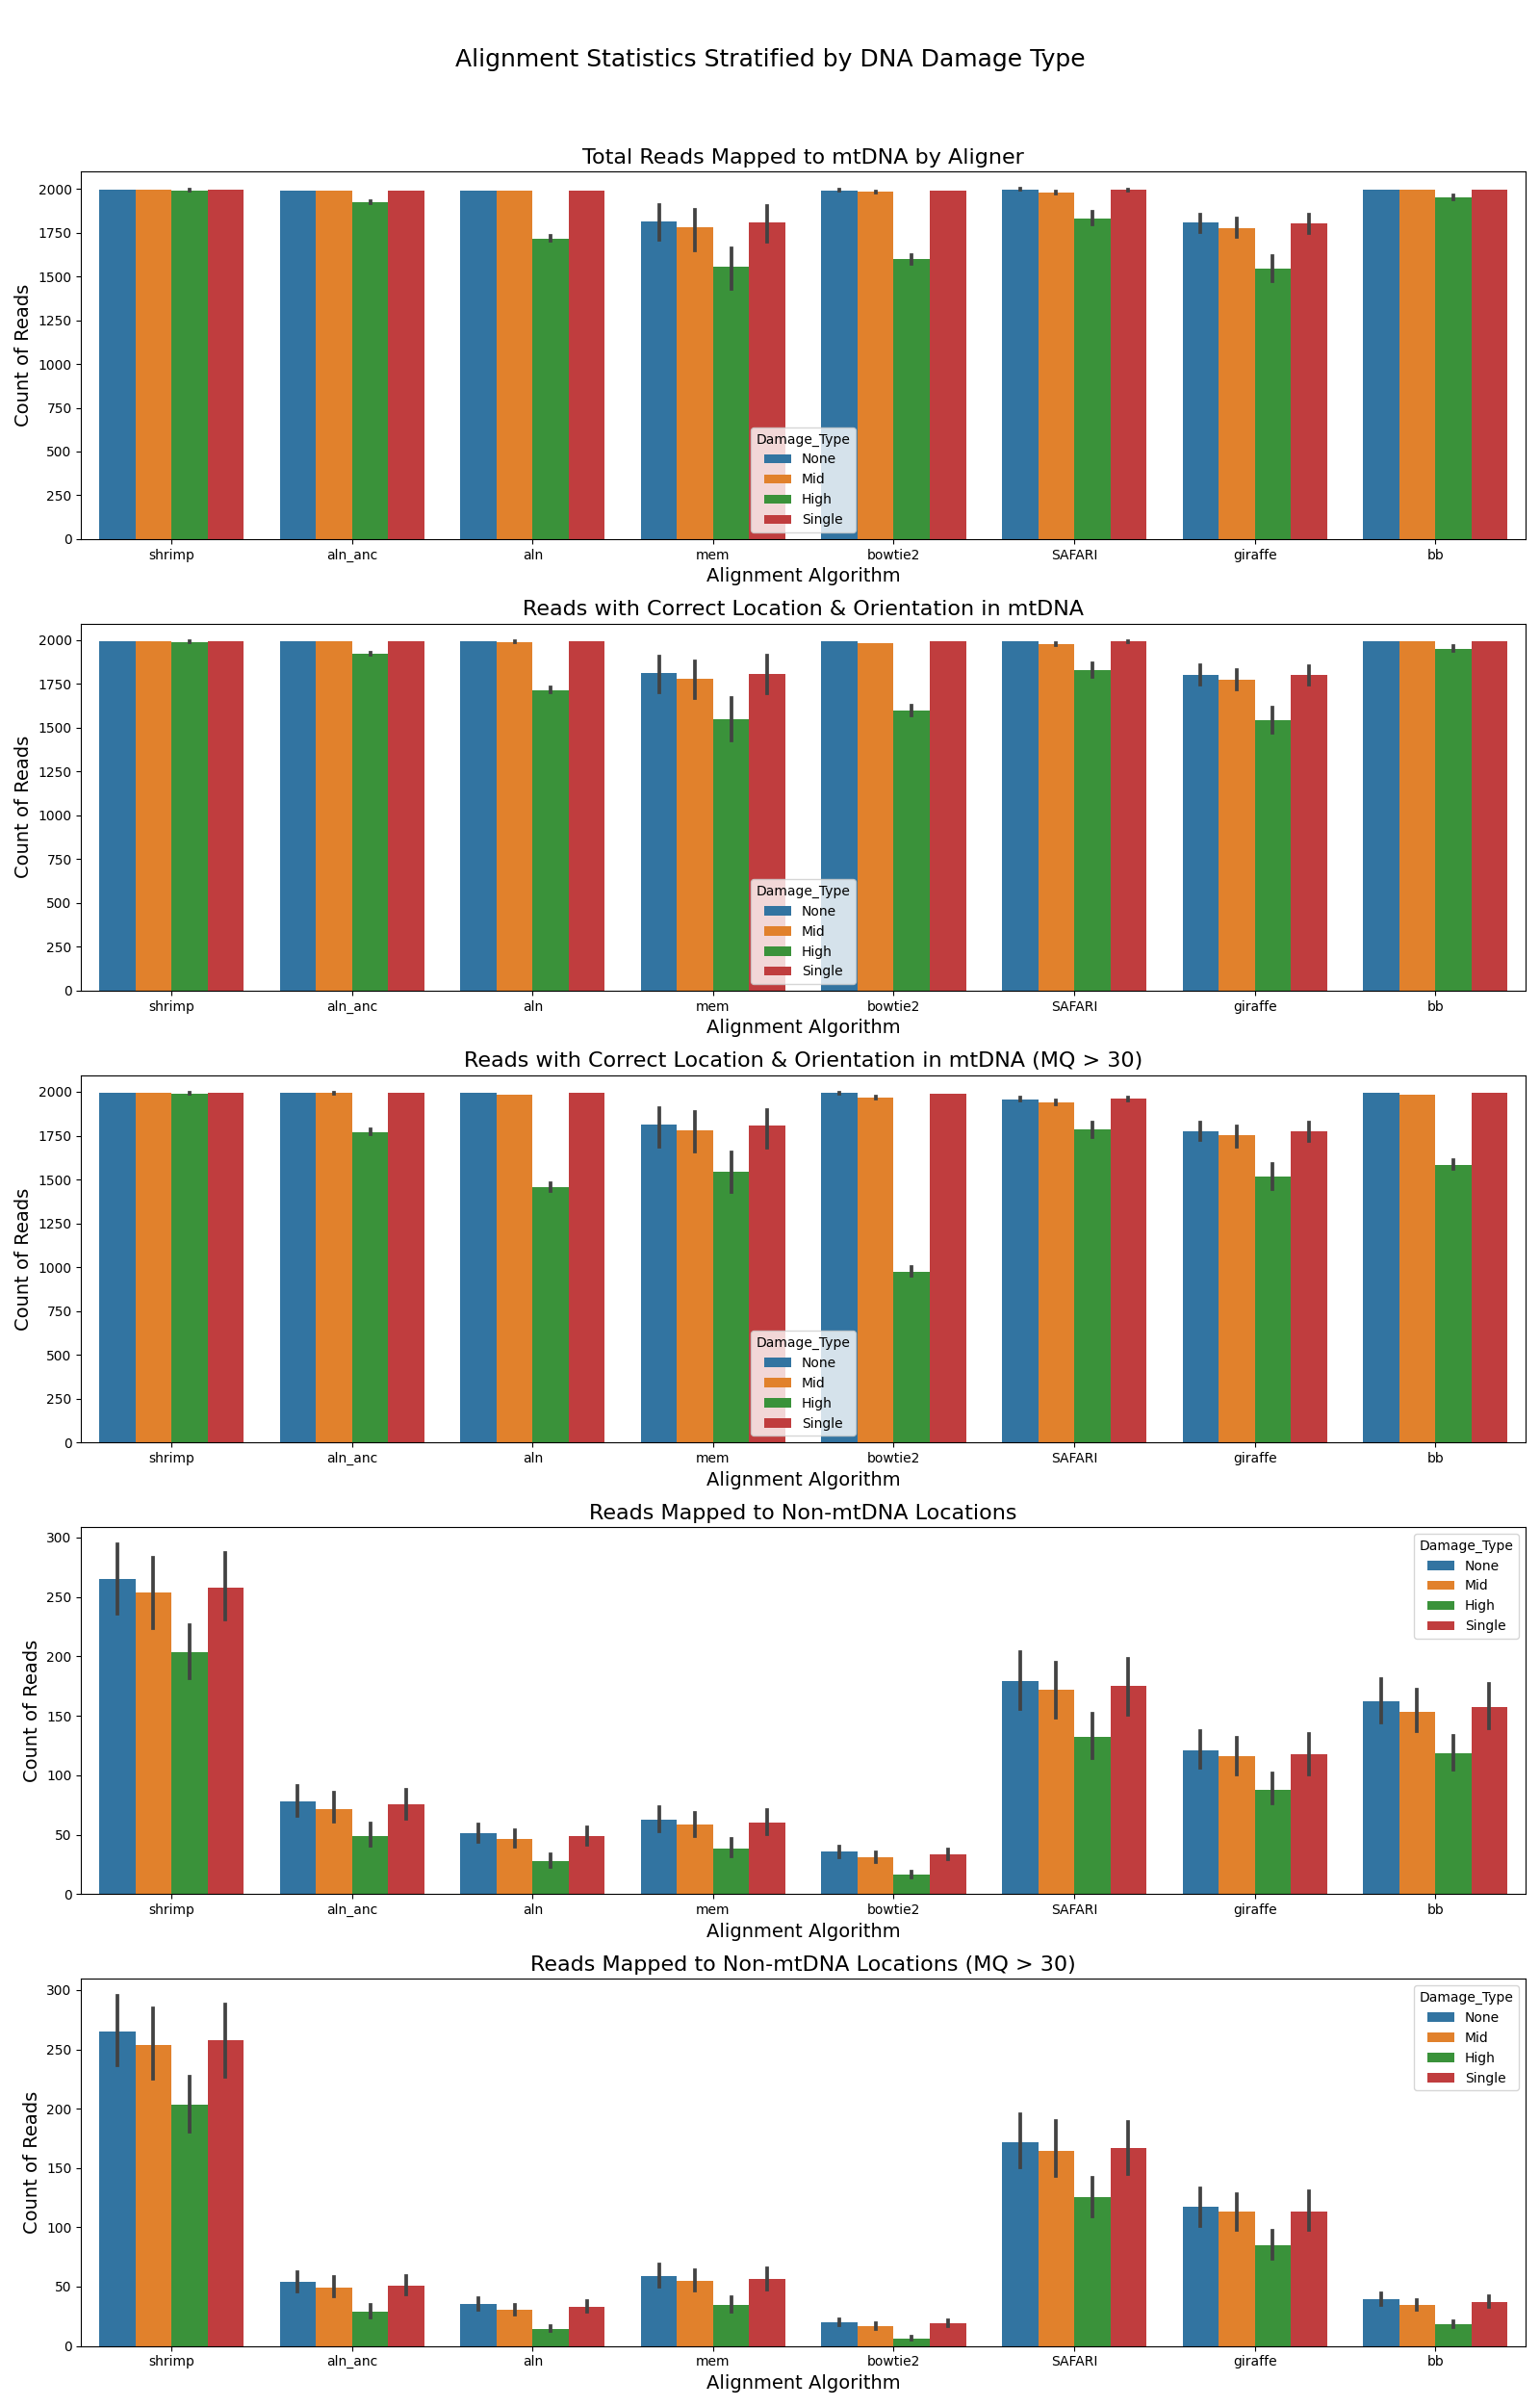 Alignment Statistics Stratified by DNA Damage Type
Total Reads Mapped to mtDNA by Aligner
Count of Reads
2000
1750
1500
1250
1000
750
500
250
0
Damage_Type
None
Mid
High
Single
shrimp aln_anc aln mem bowtie2 SAFARI giraffe bb
Alignment Algorithm
Reads with Correct Location & Orientation in mtDNA
Count of Reads
2000
1750
1500
1250
1000
750
500
250
0
Damage_Type
None
Mid
High
Single
shrimp aln_anc aln mem bowtie2 SAFARI giraffe bb
Alignment Algorithm
Reads with Correct Location & Orientation in mtDNA (MQ > 30)
Count of Reads
2000
1750
1500
1250
1000
750
500
250
0
Damage_Type
None
Mid
High
Single
shrimp aln_anc aln mem bowtie2 SAFARI giraffe bb
Alignment Algorithm
Reads Mapped to Non-mtDNA Locations
Count of Reads
300
250
200
150
100
50
0
Damage_Type
None
Mid
High
Single
shrimp aln_anc aln mem bowtie2 SAFARI giraffe bb
Alignment Algorithm
Reads Mapped to Non-mtDNA Locations (MQ > 30)
Count of Reads
300
250
200
150
100
50
0
Damage_Type
None
Mid
High
Single
shrimp aln_anc aln mem bowtie2 SAFARI giraffe bb
Alignment Algorithm